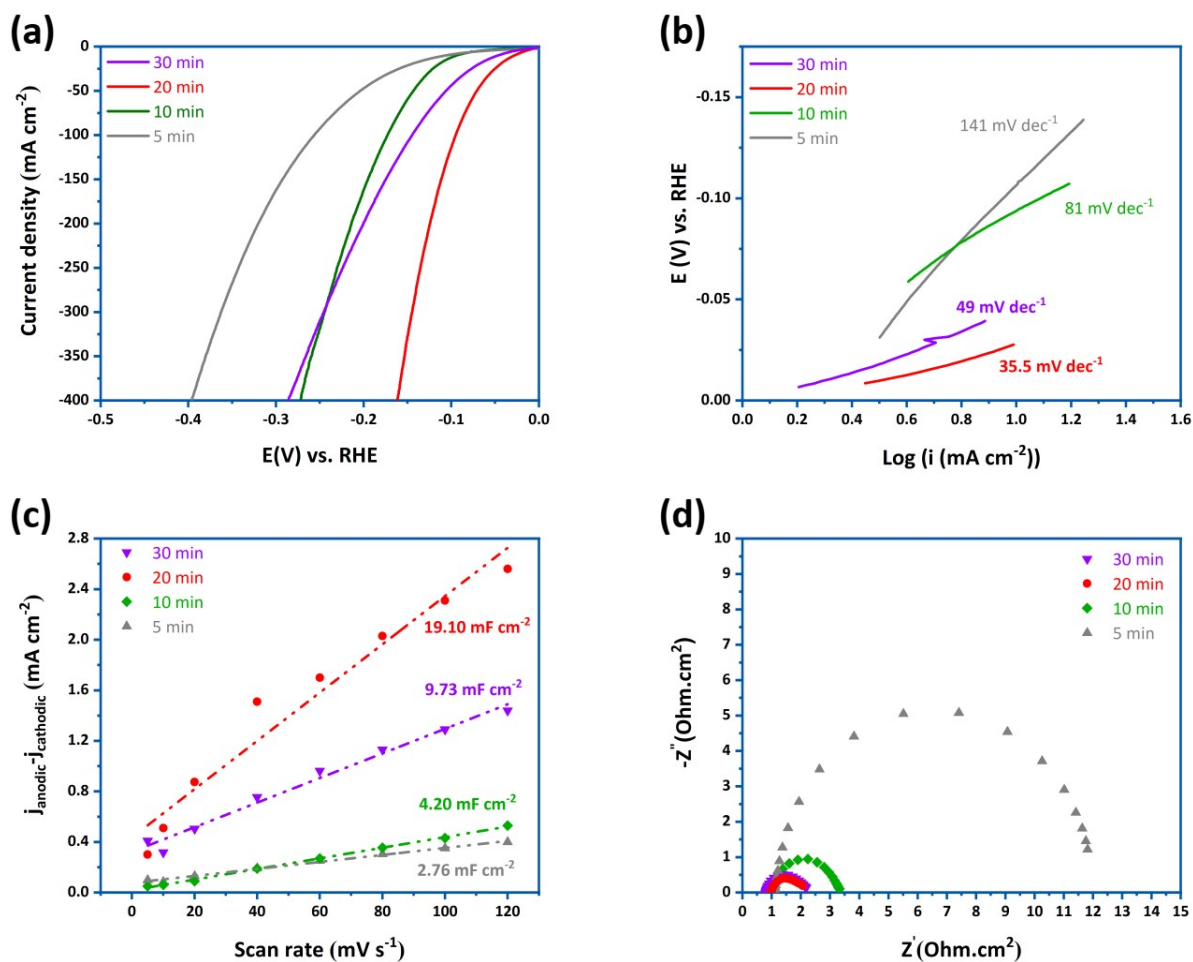 (a)
30 min
20 min
10 min
5 min
0
-50
-100
-150
-200
-250
-300
-350
-400
Current density (mA cm⁻²)
-0.5 -0.4 -0.3 -0.2 -0.1 0.0
E(V) vs. RHE
(b)
30 min
20 min
10 min
5 min
-0.15
-0.10
-0.05
0.00
E (V) vs. RHE
141 mV dec⁻¹
81 mV dec⁻¹
49 mV dec⁻¹
35.5 mV dec⁻¹
0.0 0.2 0.4 0.6 0.8 1.0 1.2 1.4 1.6
Log (i (mA cm⁻²))
(c)
30 min
20 min
10 min
5 min
2.8
2.4
2.0
1.6
1.2
0.8
0.4
0.0
j_anodic-j_cathodic (mA cm⁻²)
19.10 mF cm⁻²
9.73 mF cm⁻²
4.20 mF cm⁻²
2.76 mF cm⁻²
0 20 40 60 80 100 120
Scan rate (mV s⁻¹)
(d)
30 min
20 min
10 min
5 min
10
9
8
7
6
5
4
3
2
1
0
-Z''(Ohm.cm²)
0 1 2 3 4 5 6 7 8 9 10 11 12 13 14 15
Z'(Ohm.cm²)